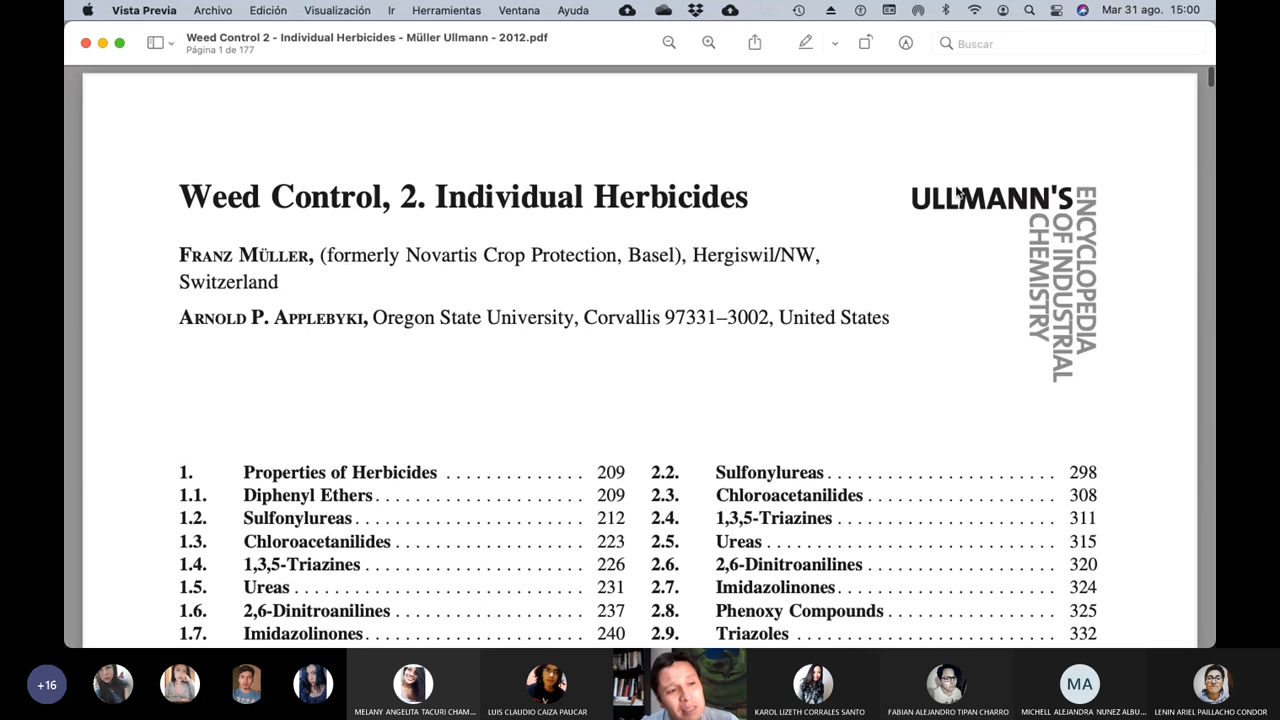 Vista Previa Archivo Edición Visualización Ir Herramientas Ventana Ayuda Mar 31 ago. 15:00
Weed Control 2 - Individual Herbicides - Müller Ullmann - 2012.pdf
Página 1 de 177
Buscar
Weed Control, 2. Individual Herbicides
ULLMANN'S
ENCYCLOPEDIA
OF INDUSTRIAL
CHEMISTRY
FRANZ MÜLLER, (formerly Novartis Crop Protection, Basel), Hergiswil/NW,
Switzerland
ARNOLD P. APPLEBYKI, Oregon State University, Corvallis 97331–3002, United States
1. Properties of Herbicides . . . . . . . . . . . . . 209
1.1. Diphenyl Ethers . . . . . . . . . . . . . . . . . . . 209
1.2. Sulfonylureas . . . . . . . . . . . . . . . . . . . . . 212
1.3. Chloroacetanilides . . . . . . . . . . . . . . . . . 223
1.4. 1,3,5-Triazines . . . . . . . . . . . . . . . . . . . . 226
1.5. Ureas . . . . . . . . . . . . . . . . . . . . . . . . . . . 231
1.6. 2,6-Dinitroanilines . . . . . . . . . . . . . . . . . 237
1.7. Imidazolinones . . . . . . . . . . . . . . . . . . . . 240
2.2. Sulfonylureas . . . . . . . . . . . . . . . . . . . . . 298
2.3. Chloroacetanilides . . . . . . . . . . . . . . . . . 308
2.4. 1,3,5-Triazines . . . . . . . . . . . . . . . . . . . . 311
2.5. Ureas . . . . . . . . . . . . . . . . . . . . . . . . . . . 315
2.6. 2,6-Dinitroanilines . . . . . . . . . . . . . . . . . 320
2.7. Imidazolinones . . . . . . . . . . . . . . . . . . . . 324
2.8. Phenoxy Compounds . . . . . . . . . . . . . . . 325
2.9. Triazoles . . . . . . . . . . . . . . . . . . . . . . . . 332
+16
MELANY ANGELITA TACURI CHAM...
LUIS CLAUDIO CAIZA PAUCAR
KAROL LIZETH CORRALES SANTO
FABIAN ALEJANDRO TIPAN CHARRO
MA
MICHELL ALEJANDRA NUNEZ ALBU...
LENIN ARIEL PAILLACHO CONDOR